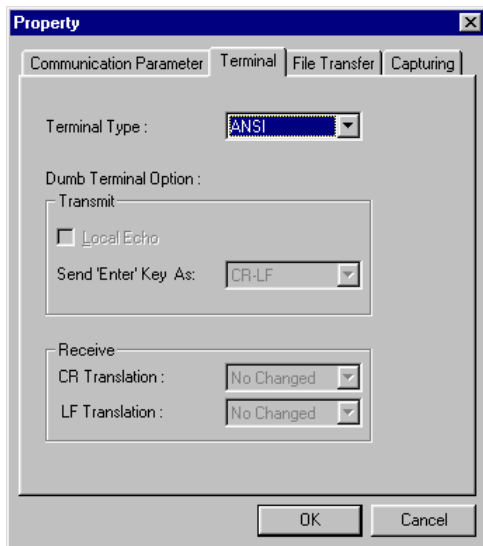 Property
Communication Parameter Terminal File Transfer Capturing
Terminal Type : ANSI
Dumb Terminal Option :
Transmit
Local Echo
Send 'Enter' Key As: CR-LF
Receive
CR Translation : No Changed
LF Translation : No Changed
OK Cancel